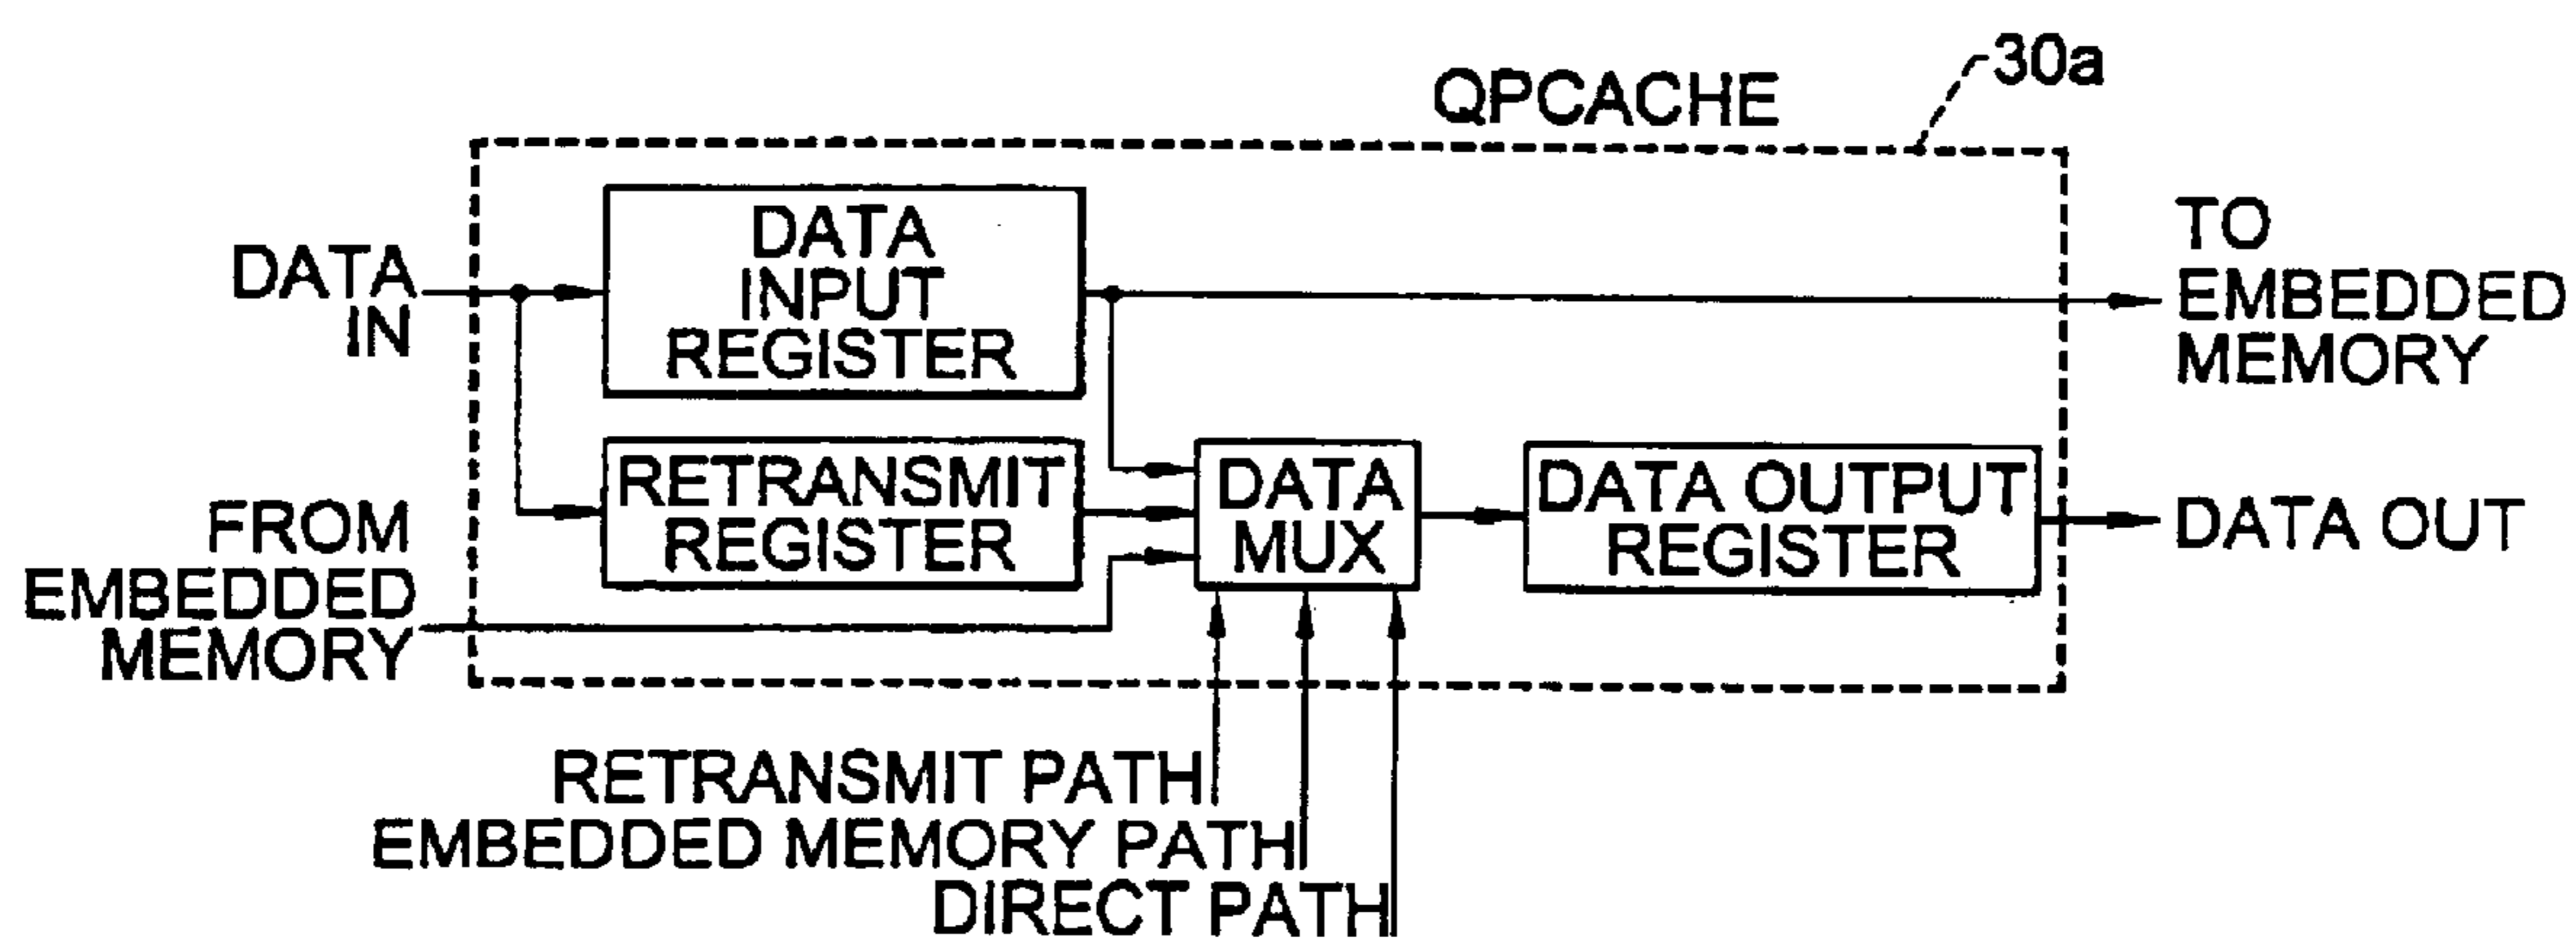 30a
QPCACHE
DATA
IN
DATA
INPUT
REGISTER
TO
EMBEDDED
MEMORY
FROM
EMBEDDED
MEMORY
RETRANSMIT
REGISTER
DATA
MUX
DATA OUTPUT
REGISTER
DATA OUT
RETRANSMIT PATH
EMBEDDED MEMORY PATH
DIRECT PATH